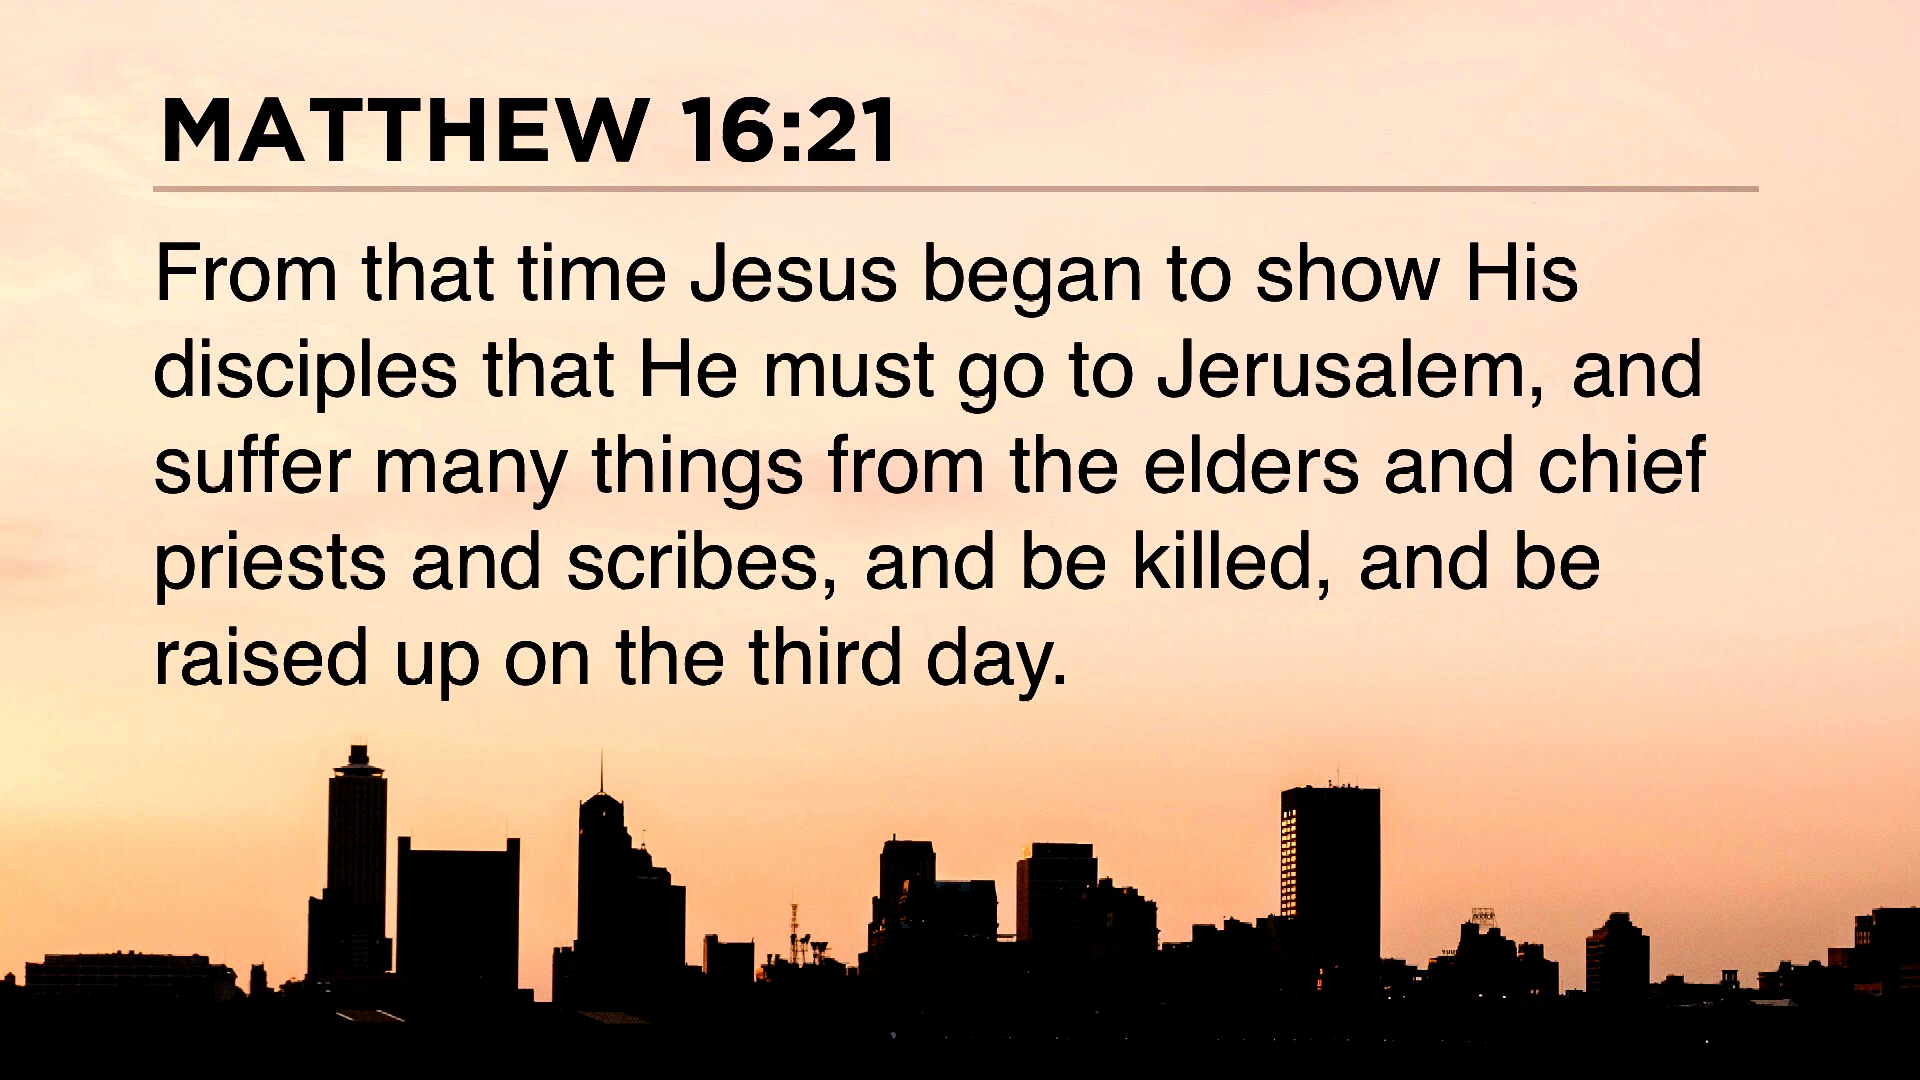 MATTHEW 16:21
From that time Jesus began to show His
disciples that He must go to Jerusalem, and
suffer many things from the elders and chief
priests and scribes, and be killed, and be
raised up on the third day.